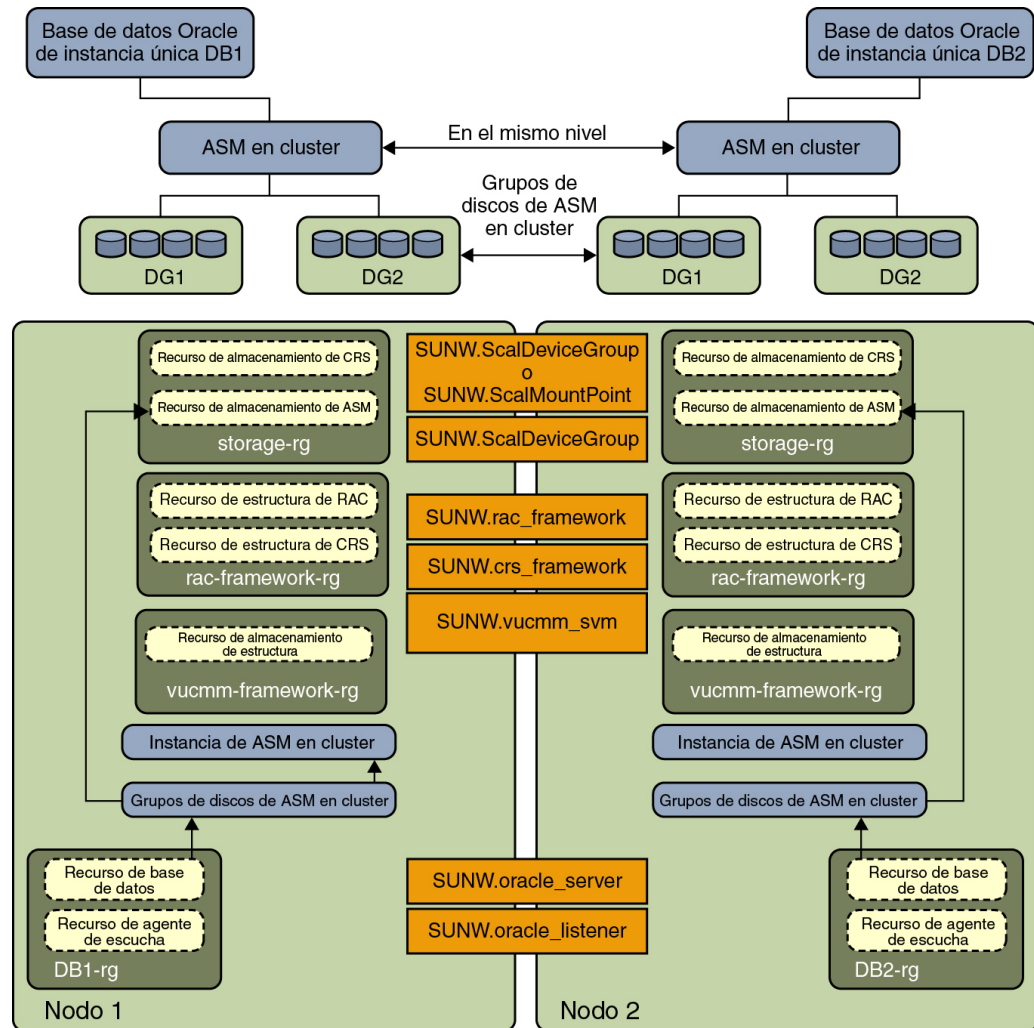 Base de datos Oracle
de instancia única DB1
Base de datos Oracle
de instancia única DB2
ASM en cluster
En el mismo nivel
ASM en cluster
Grupos de
discos de ASM
en cluster
DG1
DG2
DG1
DG2
Recurso de almacenamiento de CRS
Recurso de almacenamiento de ASM
storage-rg
SUNW.ScalDeviceGroup
o
SUNW.ScalMountPoint
SUNW.ScalDeviceGroup
Recurso de almacenamiento de CRS
Recurso de almacenamiento de ASM
storage-rg
Recurso de estructura de RAC
Recurso de estructura de CRS
rac-framework-rg
SUNW.rac_framework
SUNW.crs_framework
SUNW.vucmm_svm
Recurso de estructura de RAC
Recurso de estructura de CRS
rac-framework-rg
Recurso de almacenamiento
de estructura
vucmm-framework-rg
Recurso de almacenamiento
de estructura
vucmm-framework-rg
Instancia de ASM en cluster
Instancia de ASM en cluster
Grupos de discos de ASM en cluster
Grupos de discos de ASM en cluster
Recurso de base
de datos
Recurso de agente
de escucha
DB1-rg
SUNW.oracle_server
SUNW.oracle_listener
Recurso de base
de datos
Recurso de agente
de escucha
DB2-rg
Nodo 1
Nodo 2